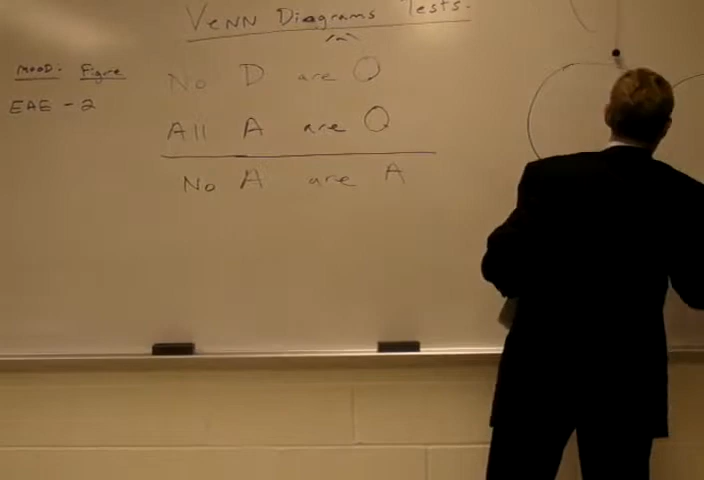 Venn Diagrams Tests.
Mood. Figure
EAE - 2
No D are O
All A are O
No A are A